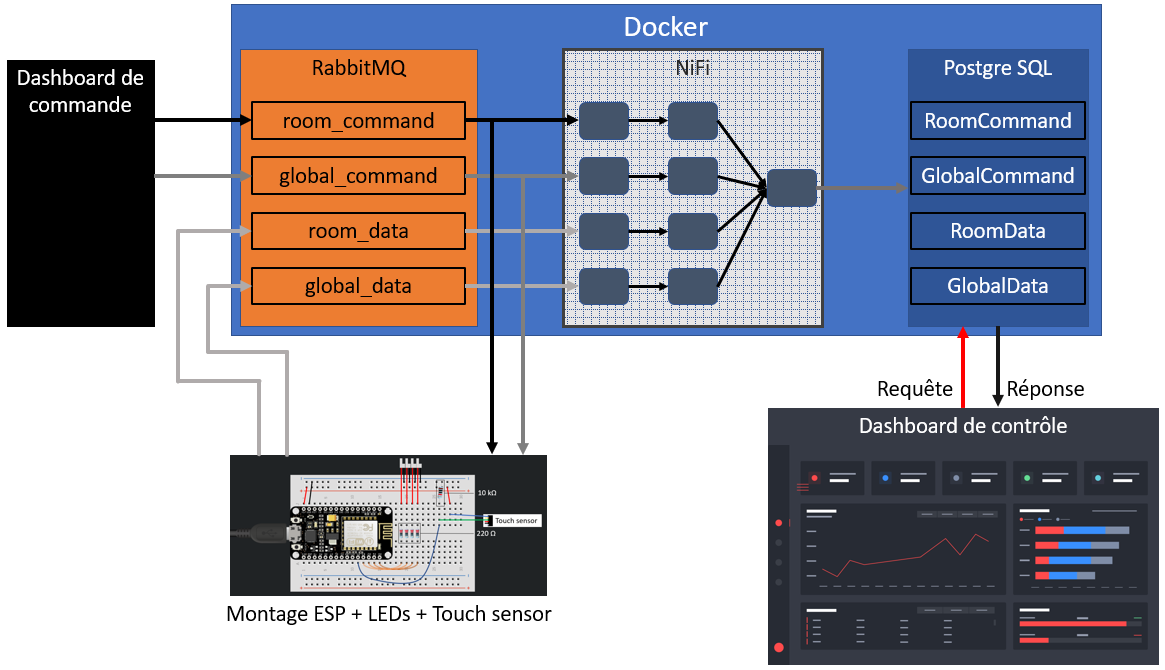 Docker
Dashboard de
commande
RabbitMQ
NiFi
Postgre SQL
room_command
RoomCommand
global_command
GlobalCommand
room_data
RoomData
global_data
GlobalData
Requête
Réponse
Dashboard de contrôle
10 kΩ
Touch sensor
220 Ω
Montage ESP + LEDs + Touch sensor